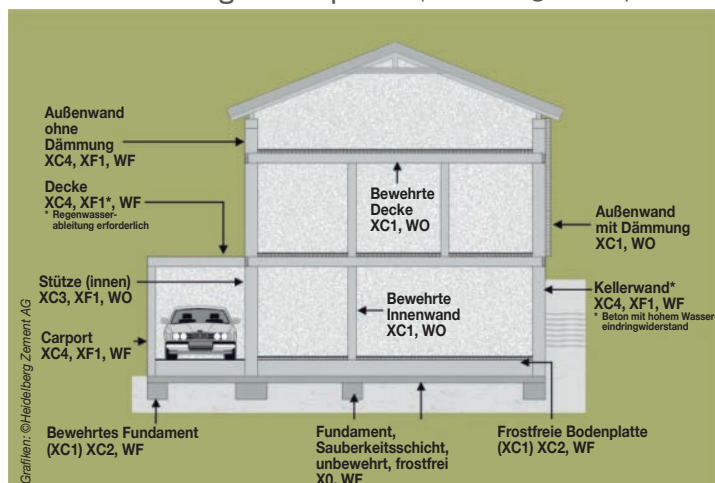 Außenwand
ohne
Dämmung
XC4, XF1, WF
Decke
XC4, XF1*, WF
* Regenwasser-
ableitung erforderlich
Stütze (innen)
XC3, XF1, WO
Carport
XC4, XF1, WF
Bewehrte
Decke
XC1, WO
Bewehrte
Innenwand
XC1, WO
Außenwand
mit Dämmung
XC1, WO
Kellerwand*
XC4, XF1, WF
* Beton mit hohem Wasser-
eindringwiderstand
Bewehrtes Fundament
(XC1) XC2, WF
Fundament,
Sauberkeitsschicht,
unbewehrt, frostfrei
X0, WF
Frostfreie Bodenplatte
(XC1) XC2, WF
Grafiken: ©Heidelberg Zement AG